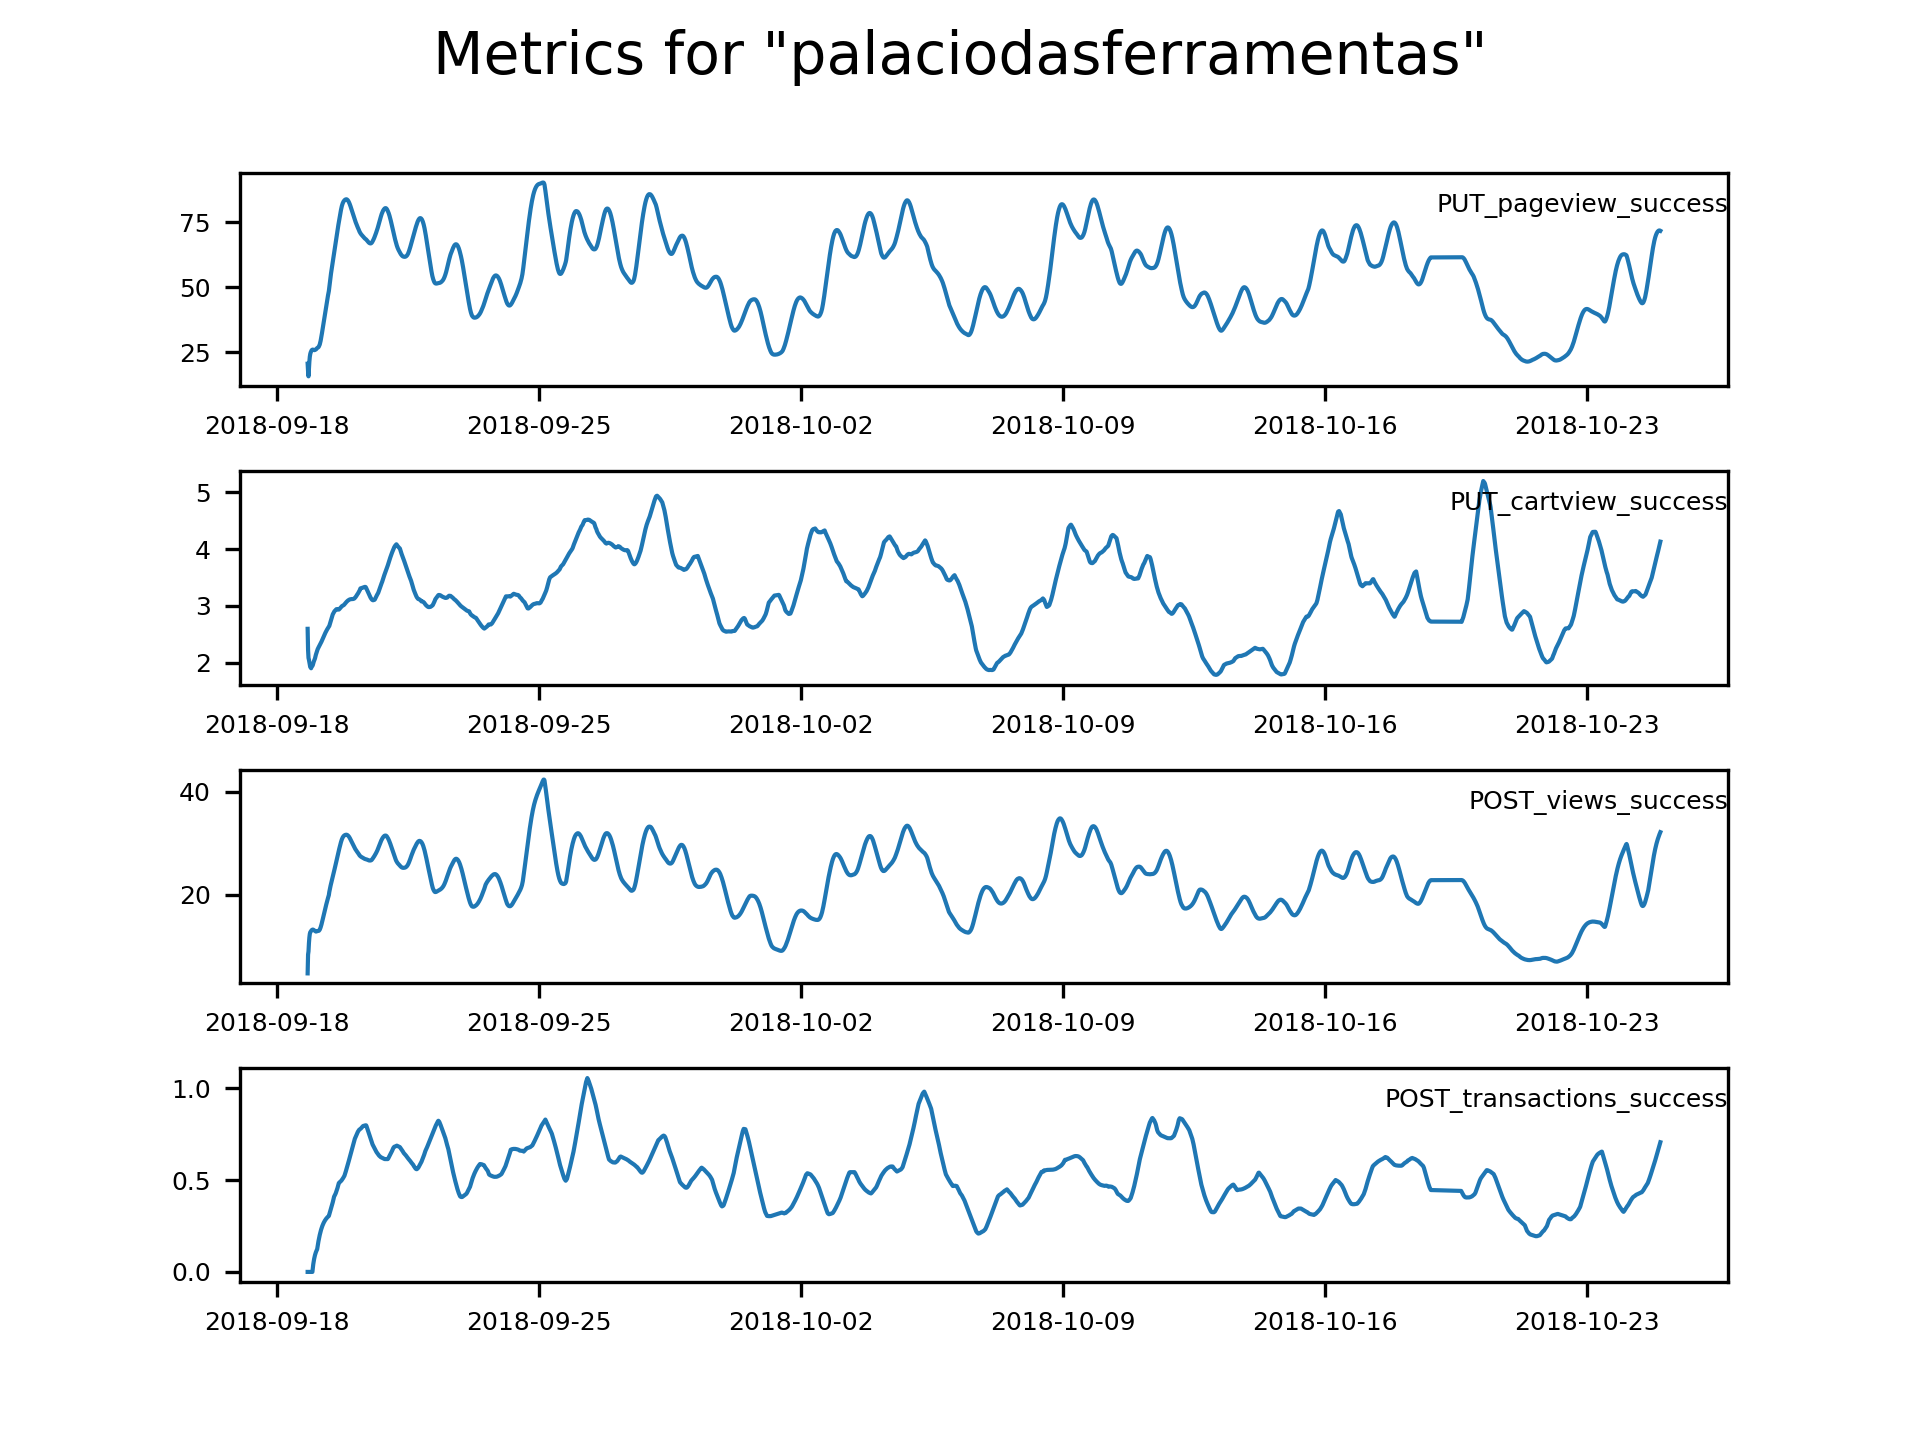 Metrics for "palaciodasferramentas"
PUT_pageview_success
75
50
25
2018-09-18 2018-09-25 2018-10-02 2018-10-09 2018-10-16 2018-10-23
PUT_cartview_success
5
4
3
2
2018-09-18 2018-09-25 2018-10-02 2018-10-09 2018-10-16 2018-10-23
POST_views_success
40
20
2018-09-18 2018-09-25 2018-10-02 2018-10-09 2018-10-16 2018-10-23
POST_transactions_success
1.0
0.5
0.0
2018-09-18 2018-09-25 2018-10-02 2018-10-09 2018-10-16 2018-10-23